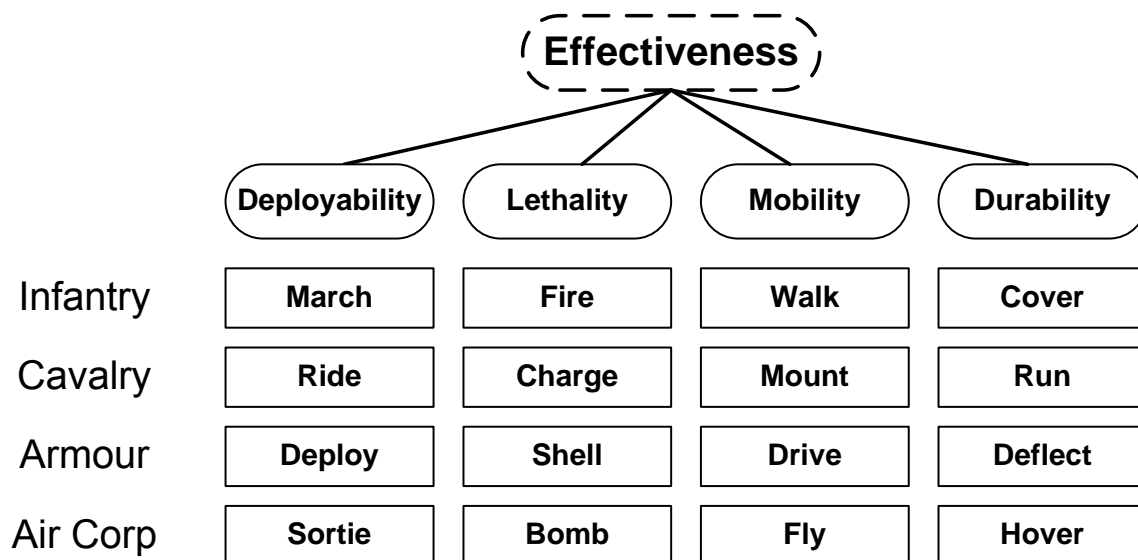 Effectiveness
Deployability Lethality Mobility Durability
Infantry March Fire Walk Cover
Cavalry Ride Charge Mount Run
Armour Deploy Shell Drive Deflect
Air Corp Sortie Bomb Fly Hover